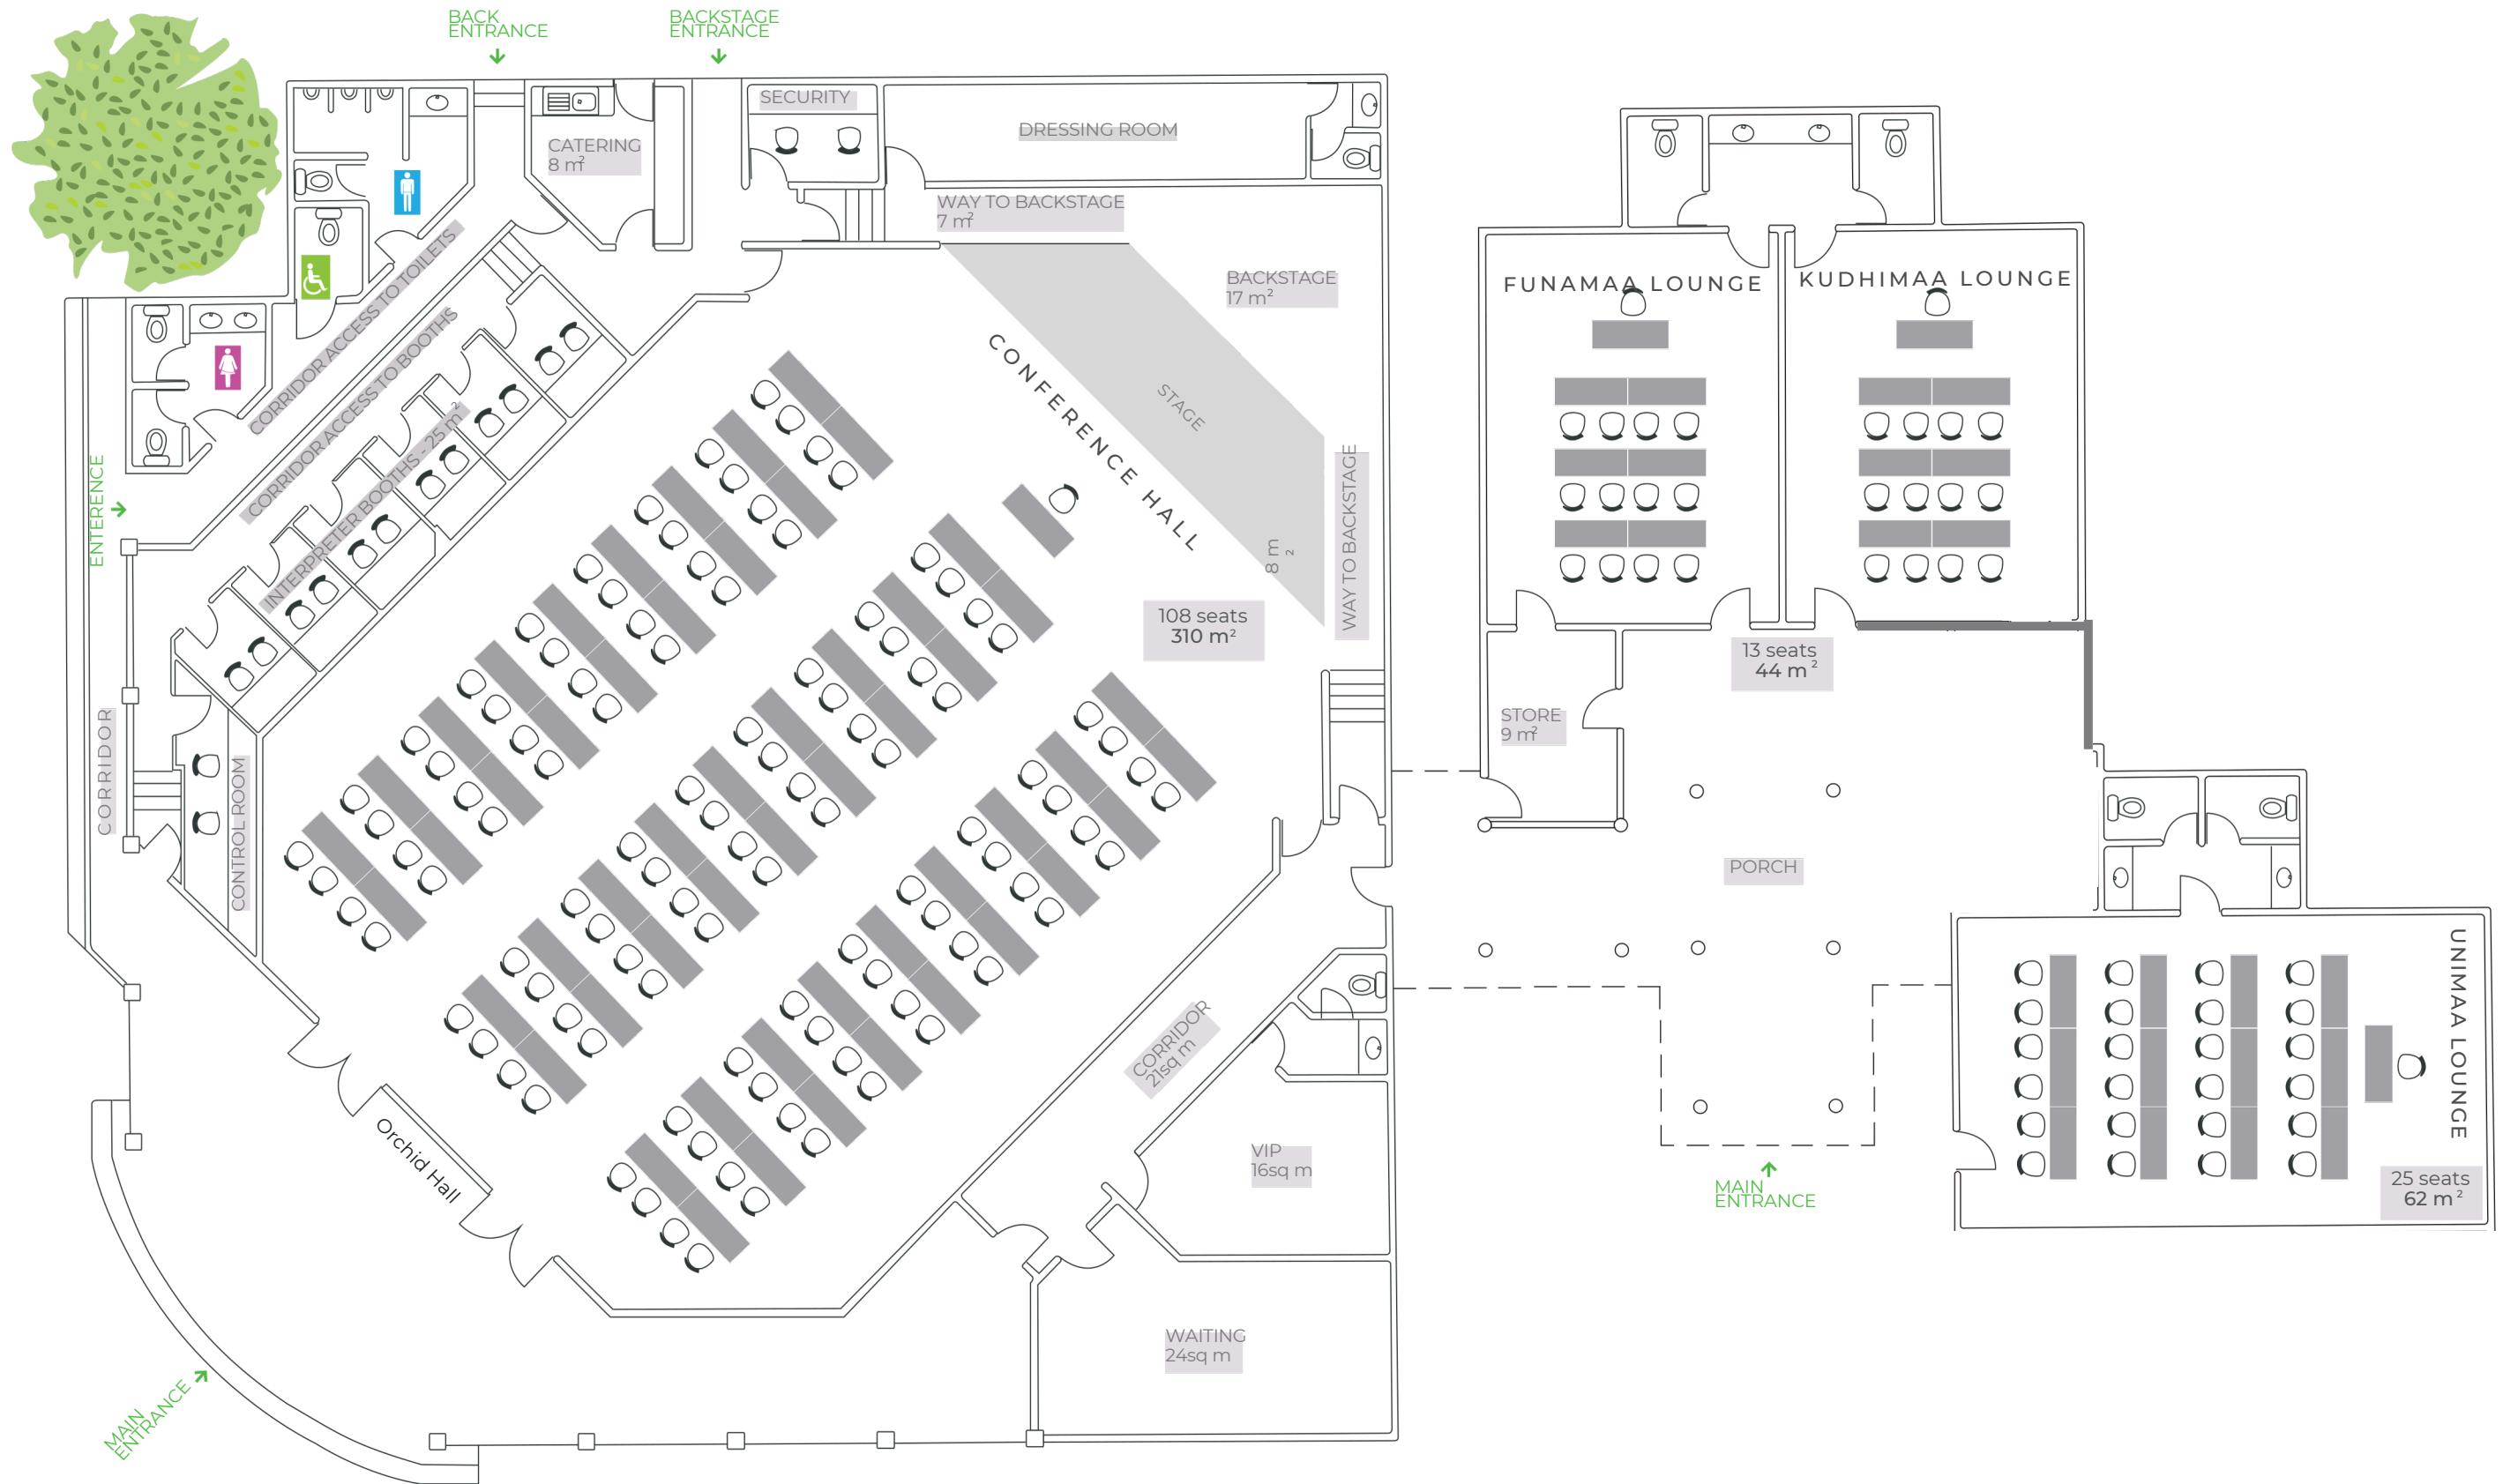 BACK
ENTRANCE
BACKSTAGE
ENTRANCE
SECURITY
DRESSING ROOM
CATERING
8 m²
WAY TO BACKSTAGE
7 m²
BACKSTAGE
17 m²
FUNAMAA LOUNGE
KUDHIMAA LOUNGE
CORRIDOR ACCESS TO TOILETS
CORRIDOR ACCESS TO BOOTHS
INTERPRETER BOOTHS - 25 m²
CONFERENCE HALL
STAGE
ENTERENCE
WAY TO BACKSTAGE
8 m²
108 seats
310 m²
13 seats
44 m²
STORE
9 m²
CORRIDOR
CONTROL ROOM
PORCH
UNIMAA LOUNGE
CORRIDOR
21sq m
Orchid Hall
VIP
16sq m
MAIN
ENTRANCE
25 seats
62 m²
WAITING
24sq m
MAIN
ENTRANCE